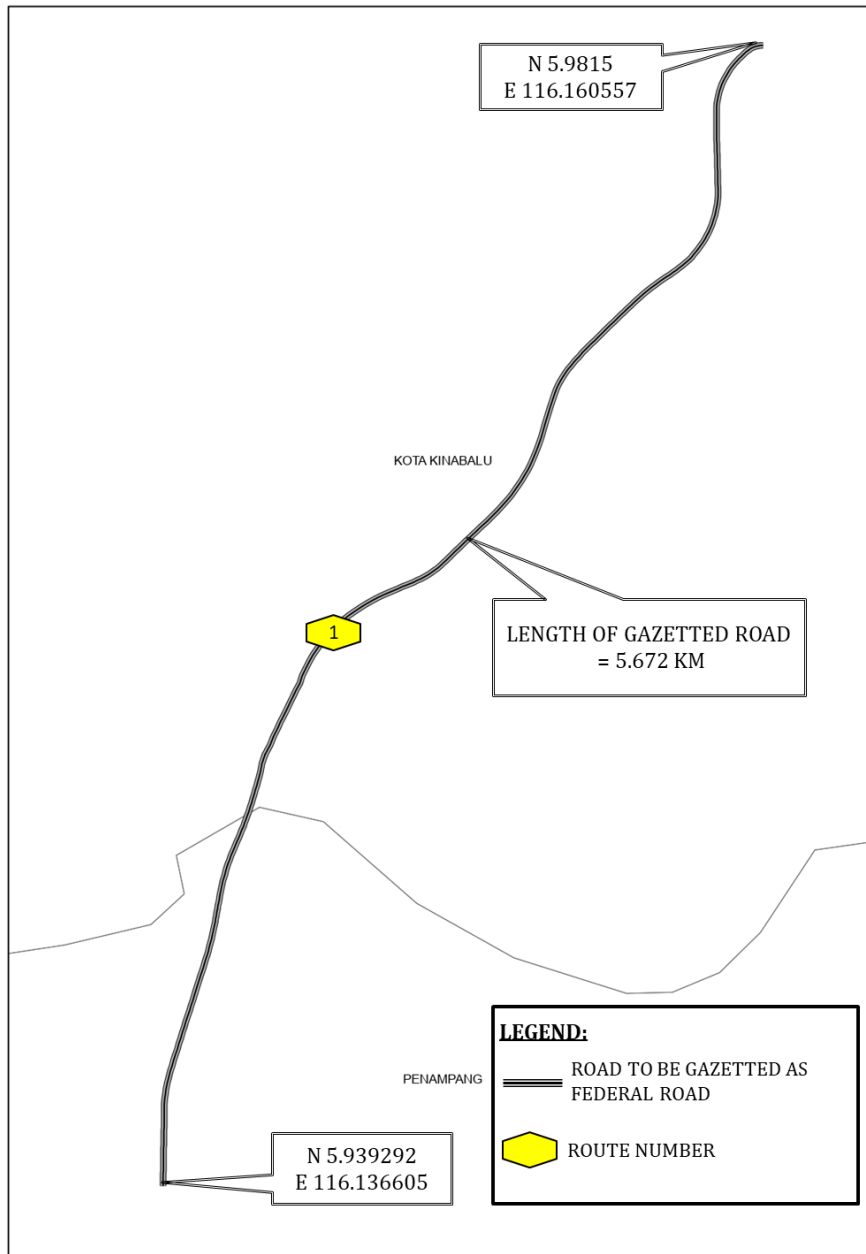 N 5.9815
E 116.160557
KOTA KINABALU
LENGTH OF GAZETTED ROAD
= 5.672 KM
1
PENAMPANG
N 5.939292
E 116.136605
LEGEND:
ROAD TO BE GAZETTED AS
FEDERAL ROAD
ROUTE NUMBER